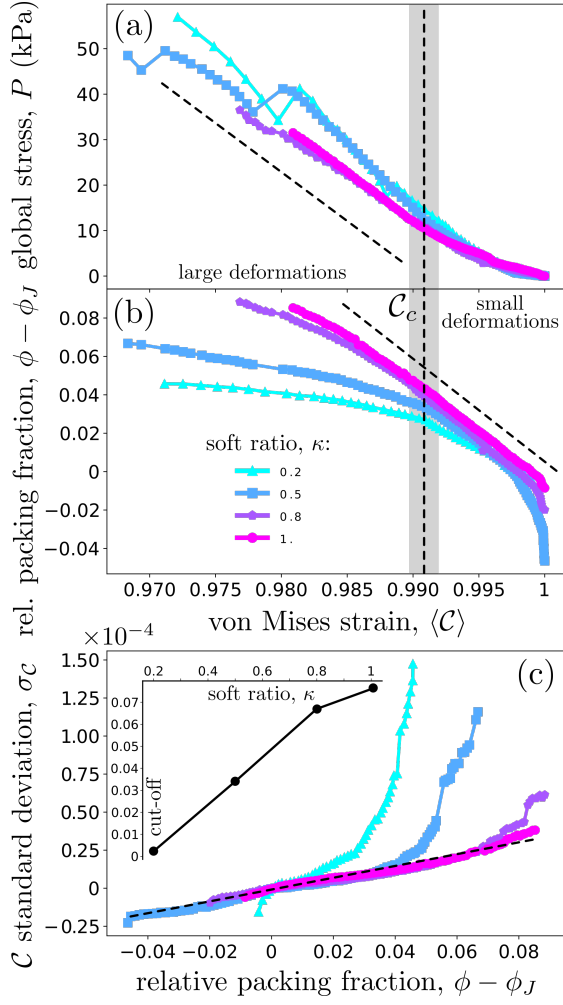 global stress, P (kPa)
(a)
50
40
30
20
10
0
large deformations
rel. packing fraction, ϕ − ϕ_J
(b)
𝒞_c
small
deformations
0.08
0.06
0.04
0.02
0
−0.02
−0.04
soft ratio, κ:
0.2
0.5
0.8
1.
0.970 0.975 0.980 0.985 0.990 0.995 1
von Mises strain, ⟨𝒞⟩
𝒞 standard deviation, σ_𝒞
×10⁻⁴
(c)
1.50
1.25
1.00
0.75
0.50
0.25
0
−0.25
0.2 0.4 0.6 0.8 1
soft ratio, κ
cut-off
0.07
0.06
0.05
0.04
0.03
0.02
0.01
0
−0.04 −0.02 0 0.02 0.04 0.06 0.08
relative packing fraction, ϕ − ϕ_J